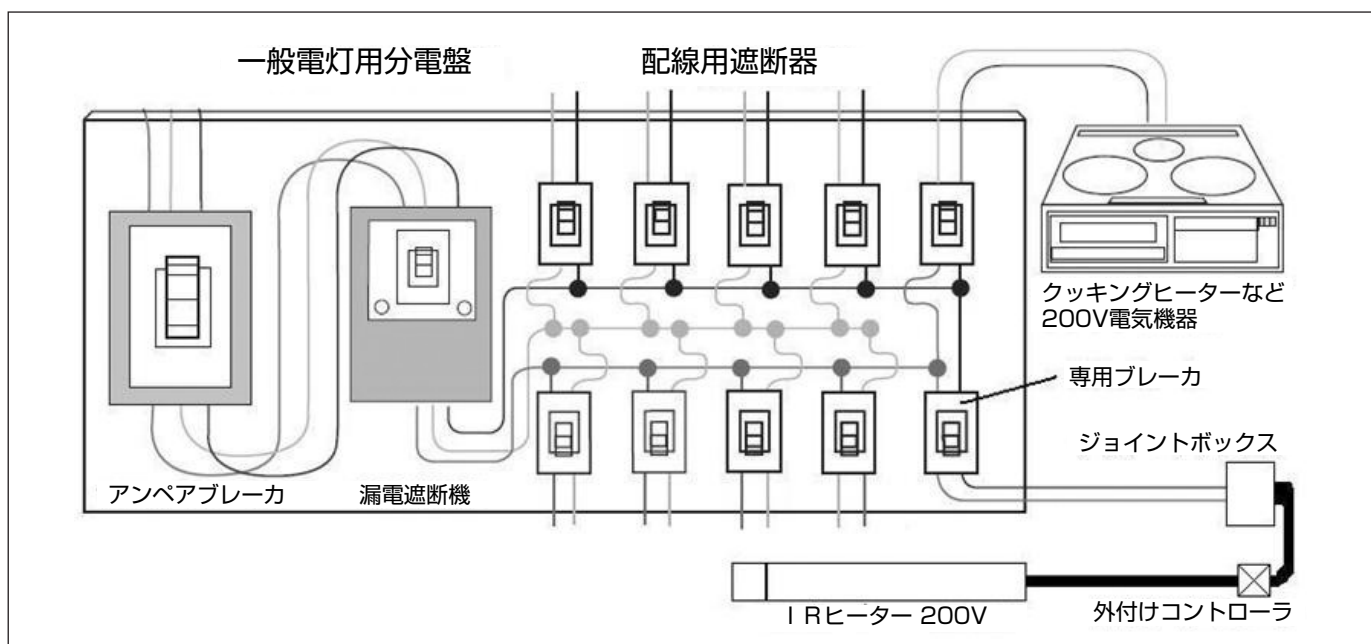 一般電灯用分電盤
配線用遮断器
クッキングヒーターなど
200V電気機器
専用ブレーカ
ジョイントボックス
アンペアブレーカ
漏電遮断機
IRヒーター 200V
外付けコントローラ